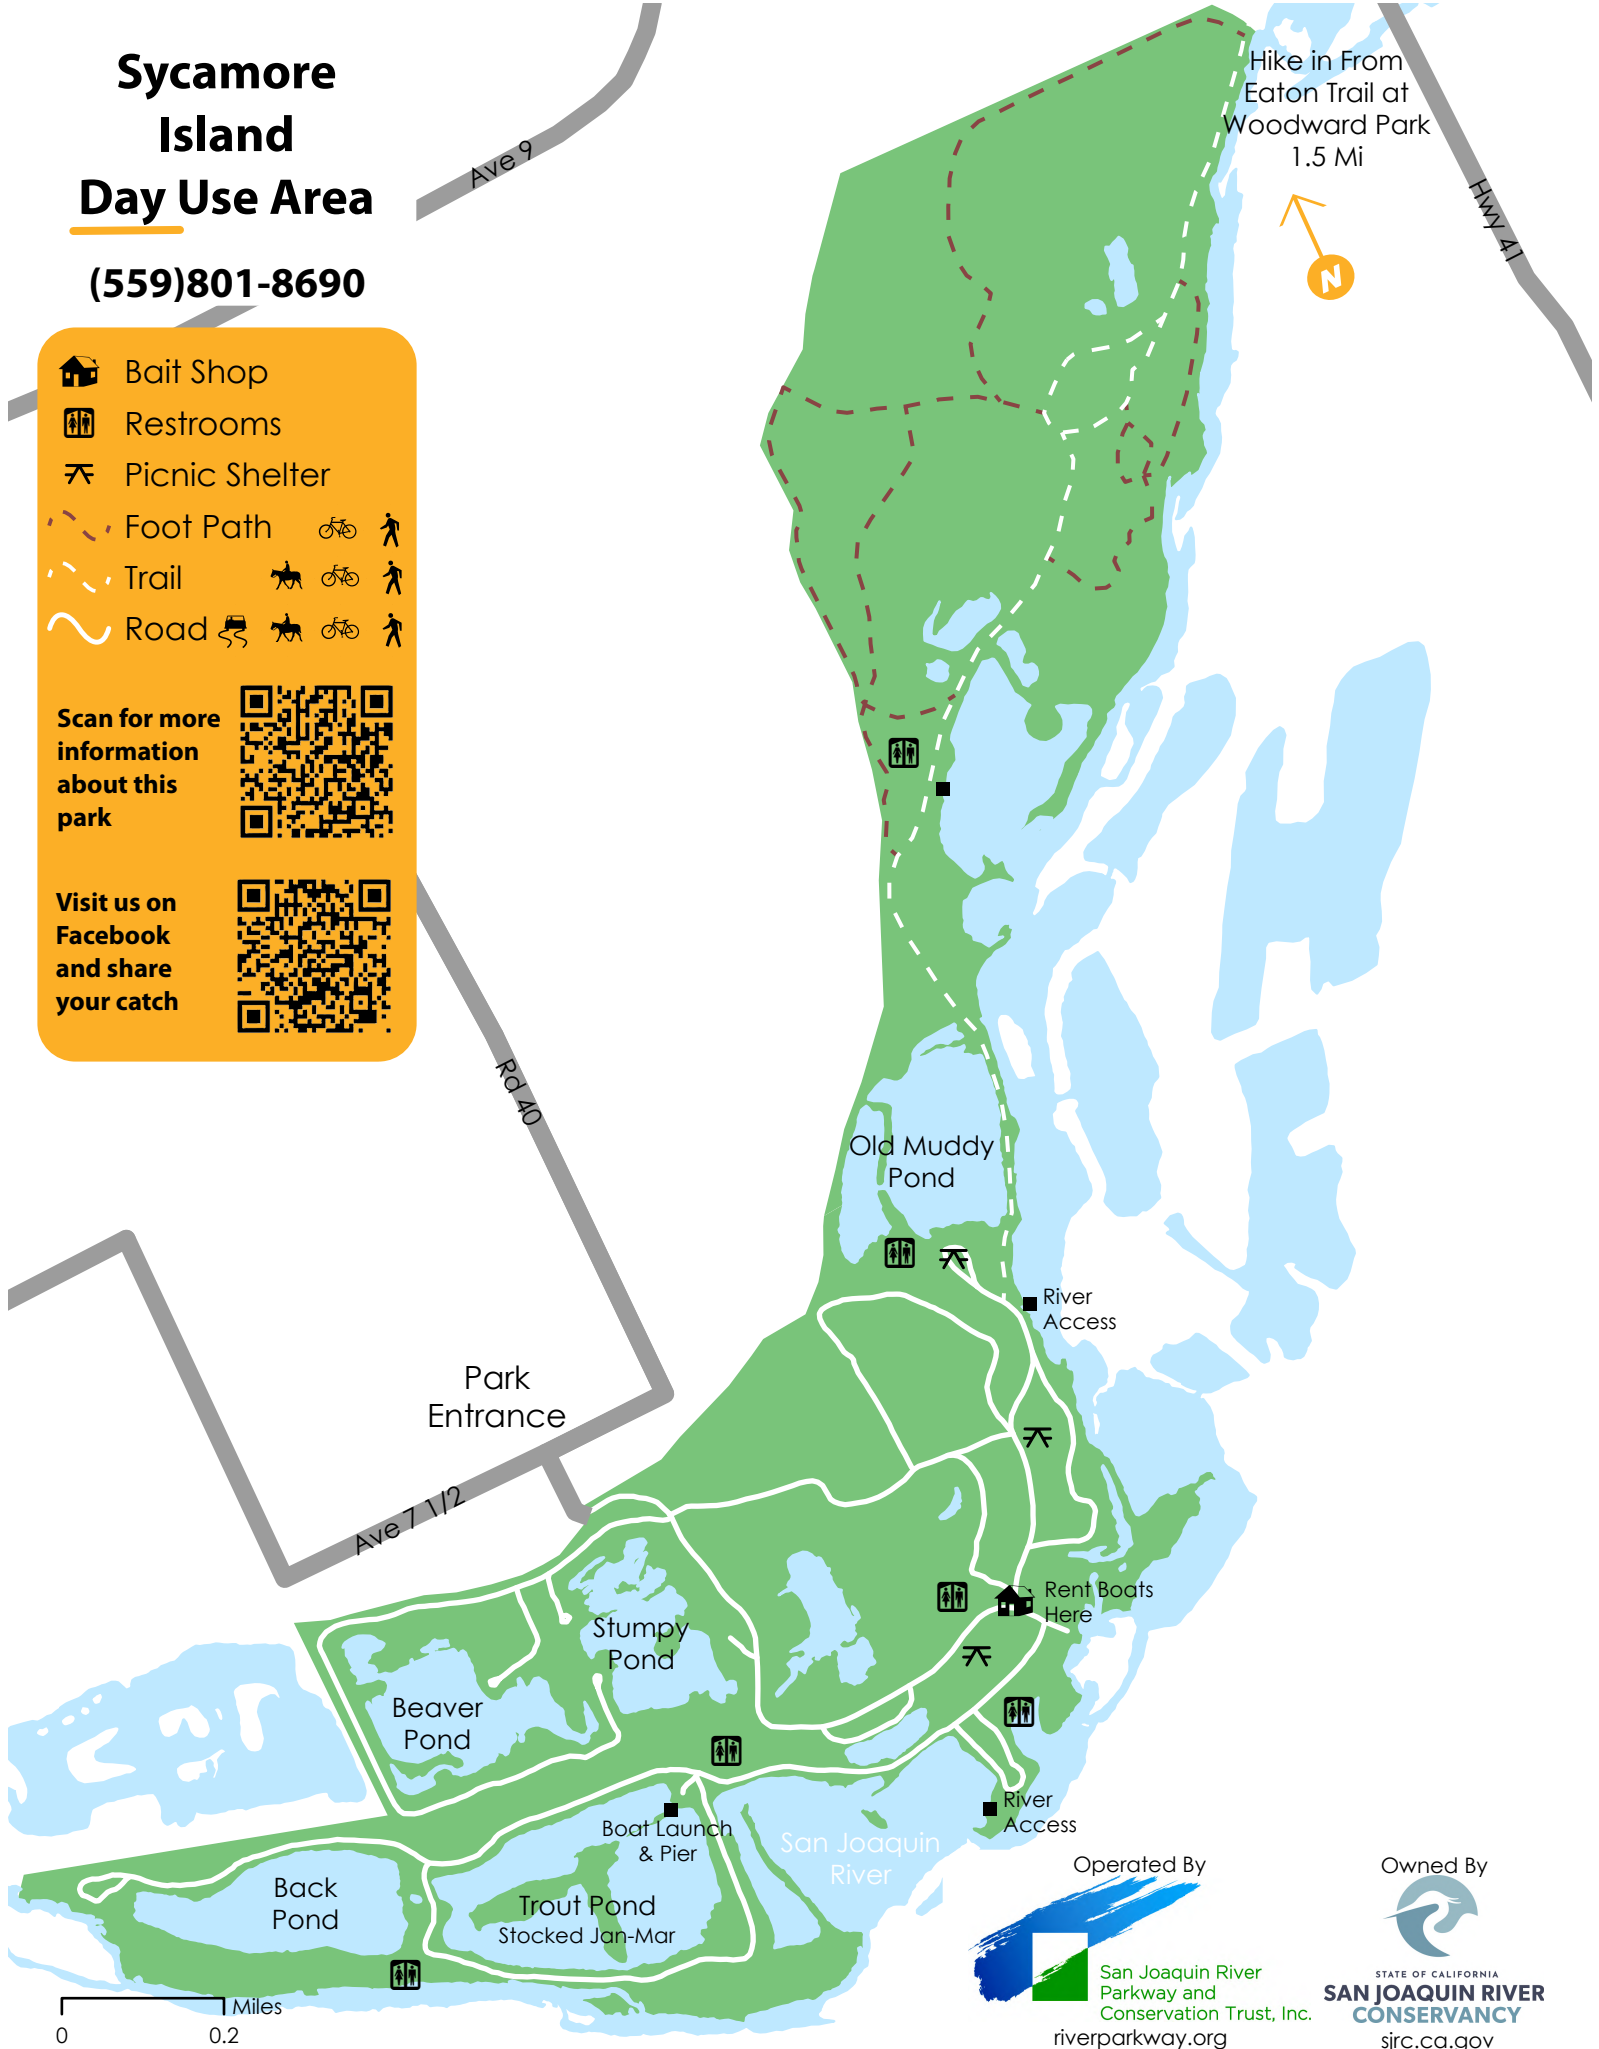 Sycamore
Island
Day Use Area
(559)801-8690
Bait Shop
Restrooms
Picnic Shelter
Foot Path
Trail
Road
Scan for more
information
about this
park
Visit us on
Facebook
and share
your catch
Ave 9
Hike in From
Eaton Trail at
Woodward Park
1.5 Mi
Hwy 41
N
Rd 40
Old Muddy
Pond
River
Access
Park
Entrance
Ave 7 1/2
Rent Boats
Here
Stumpy
Pond
Beaver
Pond
River
Access
Boat Launch
& Pier
San Joaquin
River
Back
Pond
Trout Pond
Stocked Jan-Mar
Miles
0
0.2
Operated By
San Joaquin River
Parkway and
Conservation Trust, Inc.
riverparkway.org
Owned By
STATE OF CALIFORNIA
SAN JOAQUIN RIVER
CONSERVANCY
sjrc.ca.gov